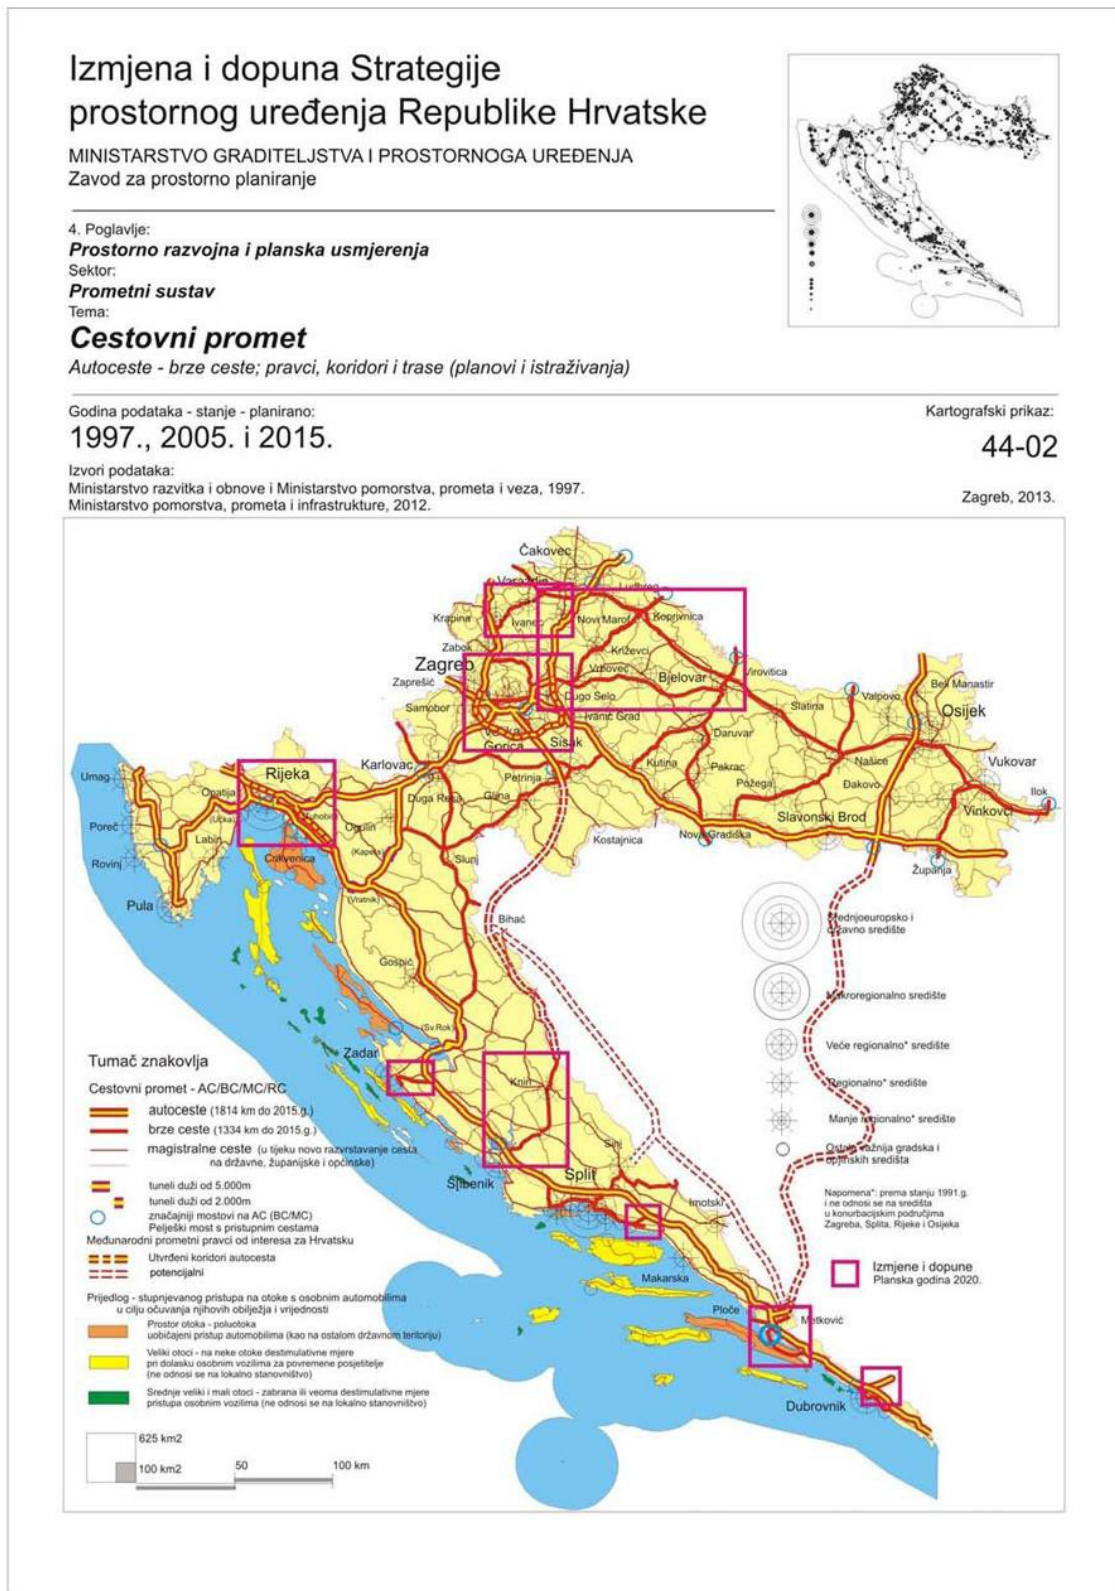 Izmjena i dopuna Strategije
prostornog uređenja Republike Hrvatske
MINISTARSTVO GRADITELJSTVA I PROSTORNOGA UREĐENJA
Zavod za prostorno planiranje
4. Poglavlje:
Prostorno razvojna i planska usmjerenja
Sektor:
Prometni sustav
Tema:
Cestovni promet
Autoceste - brze ceste; pravci, koridori i trase (planovi i istraživanja)
Godina podataka - stanje - planirano:
1997., 2005. i 2015.
Izvori podataka:
Ministarstvo razvitka i obnove i Ministarstvo pomorstva, prometa i veza, 1997.
Ministarstvo pomorstva, prometa i infrastrukture, 2012.
Kartografski prikaz:
44-02
Zagreb, 2013.
Čakovec
Varaždin
Ludbreg
Krapina
Ivanec
Novi Marof
Koprivnica
Zabok
Križevci
Zagreb
Vrbovec
Bjelovar
Virovitica
Zaprešić
Dugo Selo
Samobor
Ivanić Grad
Slatina
Valpovo
Beli Manastir
Osijek
Velika
Gorica
Sisak
Daruvar
Karlovac
Petrinja
Kutina
Pakrac
Našice
Vukovar
Rijeka
Umag
Opatija
Duga Resa
Glina
Požega
Đakovo
Ilok
(Učka)
(Tuhobić)
Ogulin
Vinkovci
Poreč
Labin
Slavonski Brod
Nova Gradiška
Kostajnica
Rovinj
Crikvenica
(Kapela)
Slunj
Županja
Pula
(Vratnik)
Bihać
Gospić
(Sv.Rok)
Zadar
Knin
Sinj
Split
Šibenik
Imotski
Makarska
Ploče
Metković
Dubrovnik
Srednjoeuropsko i
državno središte
Makroregionalno središte
Veće regionalno* središte
Regionalno* središte
Manje regionalno* središte
Ostala važnija gradska i
općinskih središta
Napomena*: prema stanju 1991.g.
i ne odnosi se na središta
u konurbacijskim područjima
Zagreba, Splita, Rijeke i Osijeka
Izmjene i dopune
Planska godina 2020.
Tumač znakovlja
Cestovni promet - AC/BC/MC/RC
autoceste (1814 km do 2015.g.)
brze ceste (1334 km do 2015.g.)
magistralne ceste (u tijeku novo razvrstavanje cesta
na državne, županijske i općinske)
tuneli duži od 5.000m
tuneli duži od 2.000m
značajniji mostovi na AC (BC/MC)
Pelješki most s pristupnim cestama
Međunarodni prometni pravci od interesa za Hrvatsku
Utvrđeni koridori autocesta
potencijalni
Prijedlog - stupnjevanog pristupa na otoke s osobnim automobilima
u cilju očuvanja njihovih obilježja i vrijednosti
Prostor otoka - poluotoka
uobičajeni pristup automobilima (kao na ostalom državnom teritoriju)
Veliki otoci - na neke otoke destimulativne mjere
pri dolasku osobnim vozilima za povremene posjetitelje
(ne odnosi se na lokalno stanovništvo)
Srednje veliki i mali otoci - zabrana ili veoma destimulativne mjere
pristupa osobnim vozilima (ne odnosi se na lokalno stanovništvo)
625 km2
100 km2
50
100 km